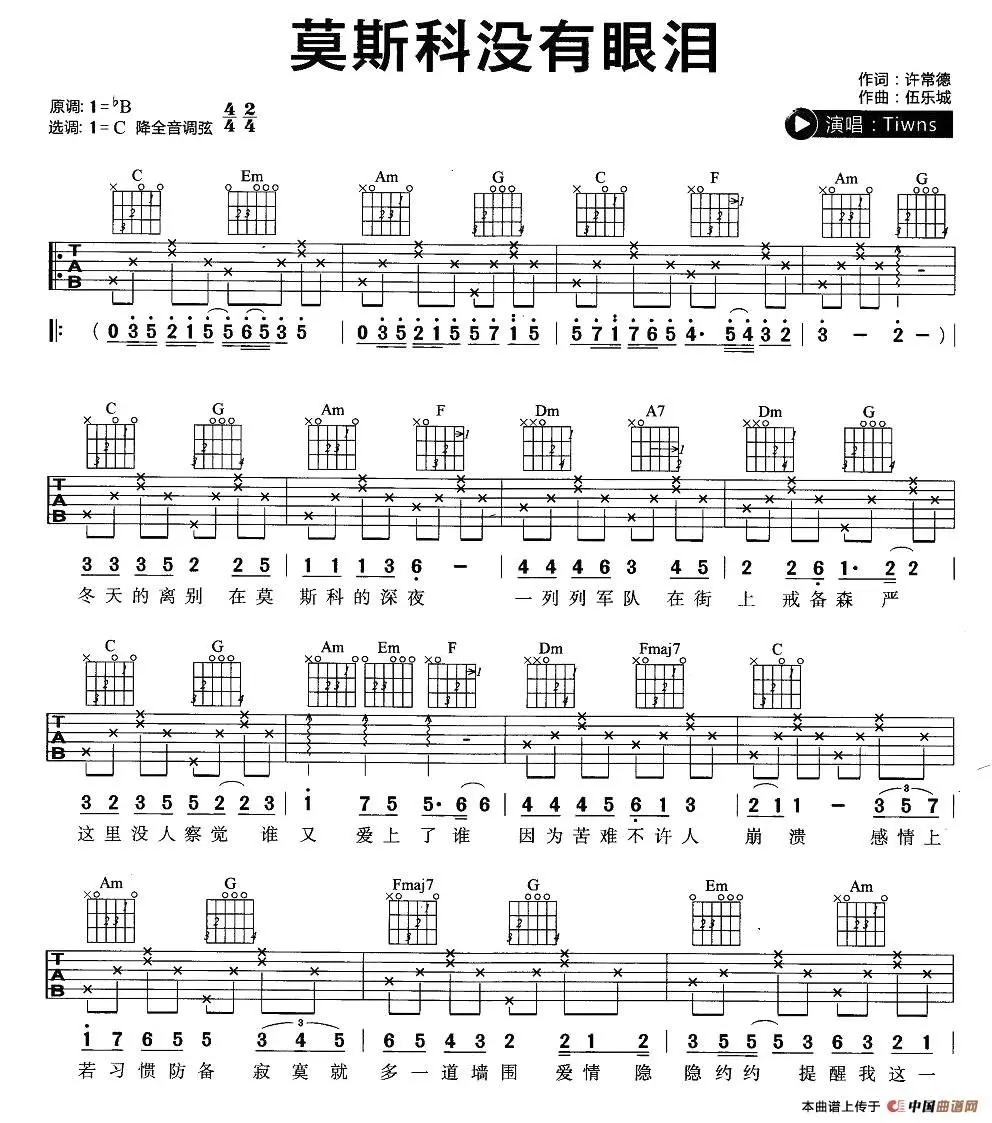 莫斯科没有眼泪
作词：许常德
作曲：伍乐城
演唱：Tiwns
原调: 1=♭B 4/4 2/4
选调: 1=C 降全音调弦
C Em Am G C F Am G
TAB
(0 3 5 2 1 5 5 6 5 3 5 | 0 3 5 2 1 5 5 7 1 5 | 5 7 1 7 6 5 4· 5 4 3 2 | 3 - 2 -)
C G Am F Dm A7 Dm G
TAB
3 3 3 5 2 2 5 | 1 1 1 3 6 - | 4 4 4 6 3 4 5 | 2 2 6 1· 2 2 |
冬天的离别 在莫 斯科的深夜 一列列军队 在街上 戒备森严
C G Am Em F Dm Fmaj7 C
TAB
3 2 3 5 5 2 2 3 | 1 7 5 5· 6 6 | 4 4 4 5 6 1 3 | 2 1 1 - 3 5 7
这里没人察觉 谁又 爱上了谁 因为苦难不许人 崩溃 感情上
Am G Fmaj7 G Em Am
TAB
1 7 6 5 5 3 4 5 | 6 5 4 3 2 2 1 2 | 3 5 5 5 3 6 3 2 1 |
若习惯防备 寂寞就 多一道墙围 爱情隐 隐约约 提醒我这一
本曲谱上传于 中国曲谱网